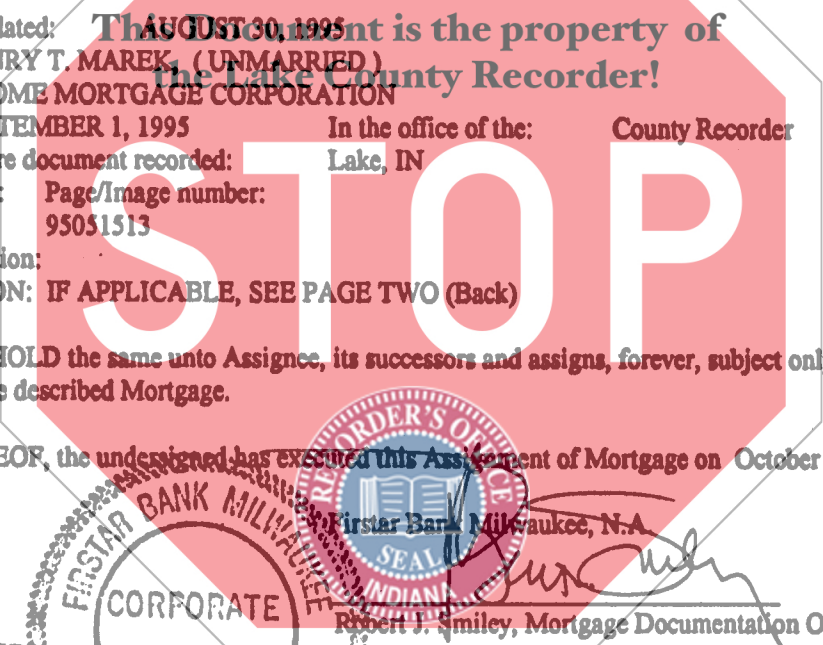 This Document is the property of
the Lake County Recorder!
STOP
dated: AUGUST 30, 1995
NRY T. MAREK, (UNMARRIED)
OME MORTGAGE CORPORATION
TEMBER 1, 1995 In the office of the: County Recorder
re document recorded: Lake, IN
: Page/Image number:
95051513
ion:
ON: IF APPLICABLE, SEE PAGE TWO (Back)
HOLD the same unto Assignee, its successors and assigns, forever, subject onl
e described Mortgage.
EOF, the undersigned has executed this Assignment of Mortgage on October
RECORDER'S OFFICE
SEAL
INDIANA
FIRSTAR BANK MILWAUKEE
CORPORATE
Firstar Bank Milwaukee, N.A.
Robert J. Smiley, Mortgage Documentation O